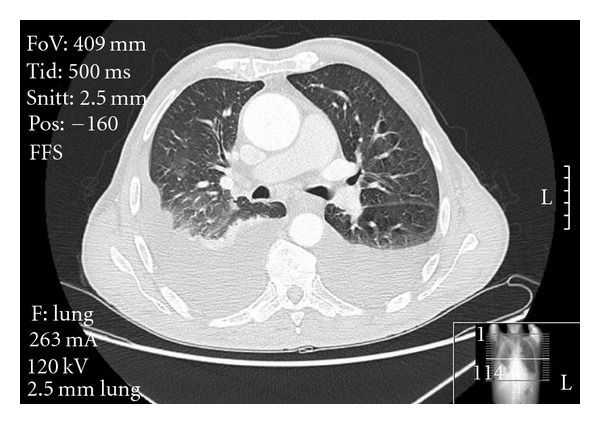 FoV: 409 mm
Tid: 500 ms
Snitt: 2.5 mm
Pos: −160
FFS
L
F: lung
263 mA
120 kV
2.5 mm lung
1
114
L